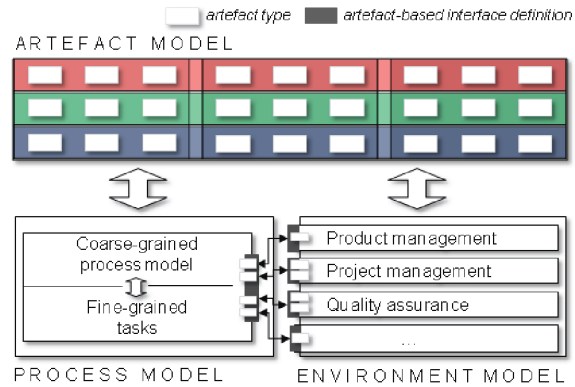 artefact type
artefact-based interface definition
ARTEFACT MODEL
Coarse-grained
process model
Fine-grained
tasks
Product management
Project management
Quality assurance
...
PROCESS MODEL
ENVIRONMENT MODEL